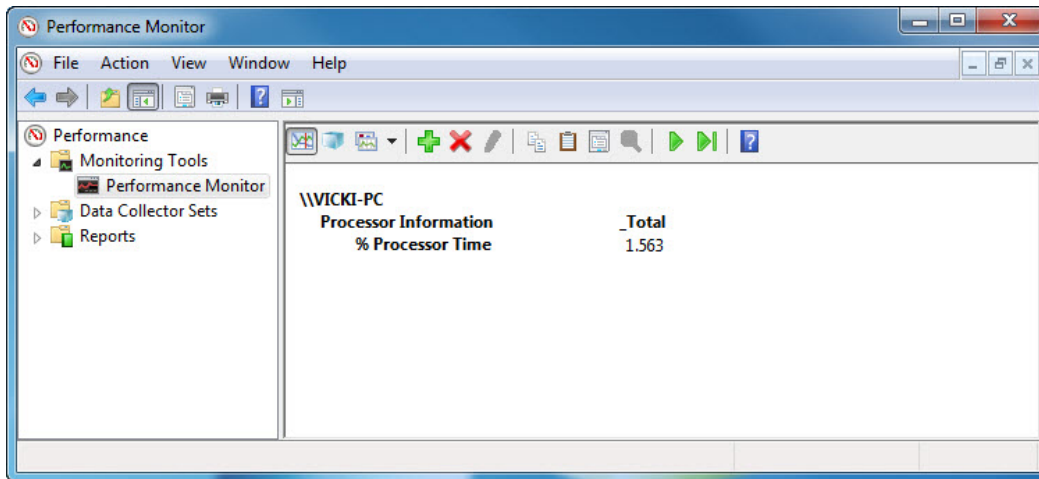 Performance Monitor
File Action View Window Help
Performance
Monitoring Tools
Performance Monitor
Data Collector Sets
Reports
\\VICKI-PC
Processor Information _Total
% Processor Time 1.563